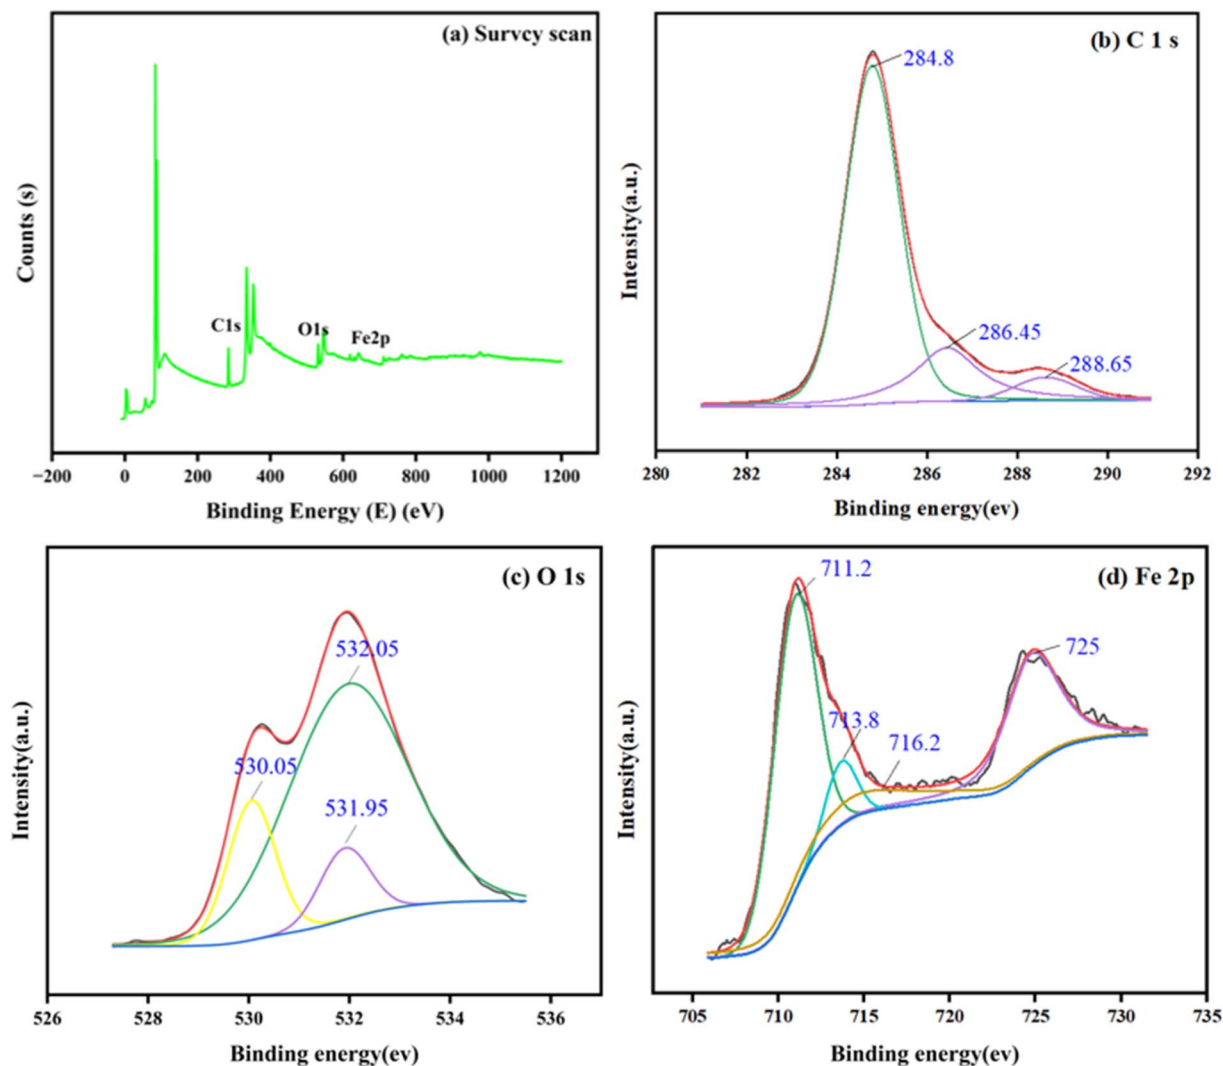 (a) Survcy scan
Counts (s)
C1s
O1s
Fe2p
−200 0 200 400 600 800 1000 1200
Binding Energy (E) (eV)
(b) C 1 s
Intensity(a.u.)
284.8
286.45
288.65
280 282 284 286 288 290 292
Binding energy(ev)
(c) O 1s
Intensity(a.u.)
532.05
530.05
531.95
526 528 530 532 534 536
Binding energy(ev)
(d) Fe 2p
Intensity(a.u.)
711.2
725
713.8
716.2
705 710 715 720 725 730 735
Binding energy(ev)